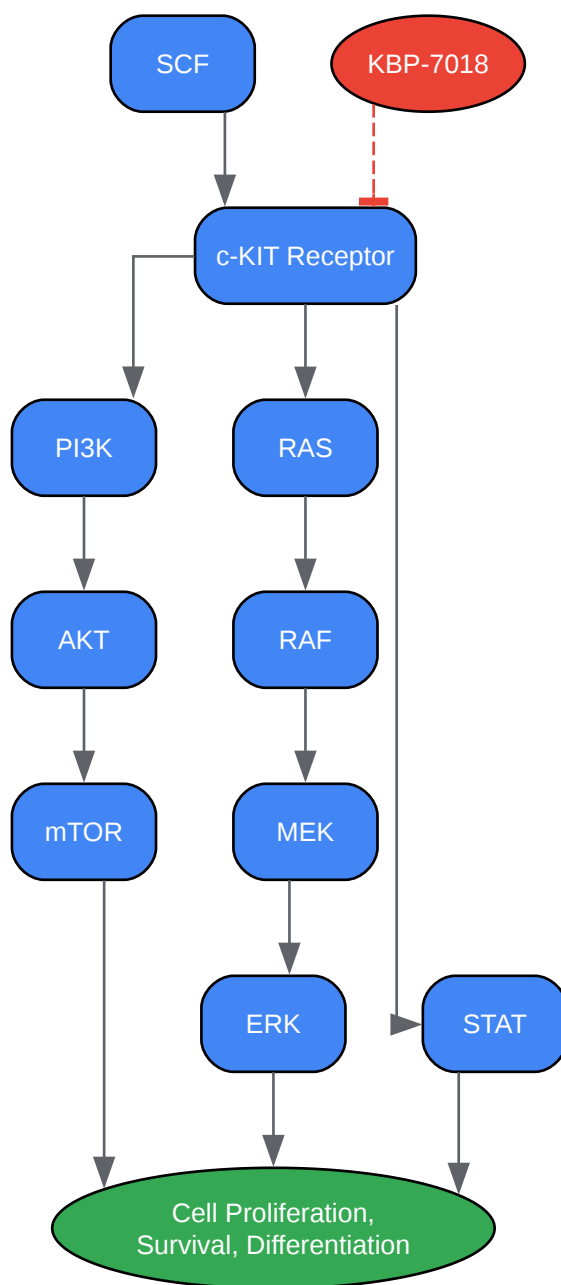 SCF
KBP-7018
c-KIT Receptor
PI3K
RAS
AKT
RAF
mTOR
MEK
ERK
STAT
Cell Proliferation,
Survival, Differentiation